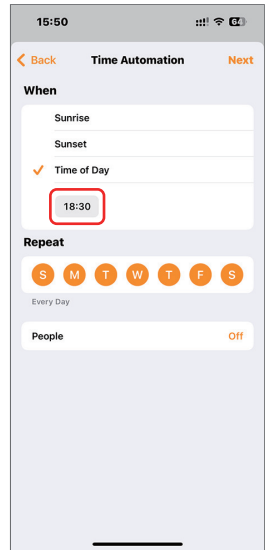 15:50
64
Back Time Automation Next
When
Sunrise
Sunset
Time of Day
18:30
Repeat
S M T W T F S
Every Day
People Off